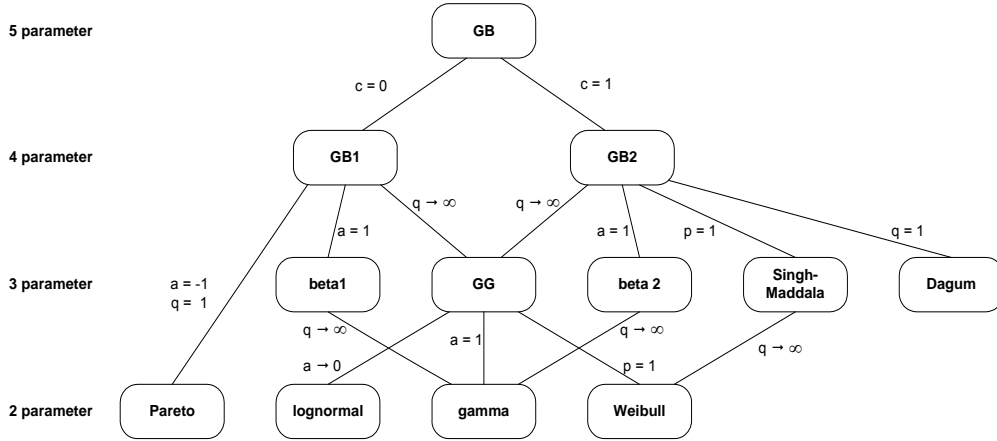 5 parameter
GB
c = 0
c = 1
4 parameter
GB1
GB2
q → ∞
q → ∞
a = 1
a = 1
p = 1
q = 1
3 parameter
a = -1
q = 1
beta1
GG
beta 2
Singh-
Maddala
Dagum
q → ∞
a = 1
q → ∞
q → ∞
a → 0
p = 1
2 parameter
Pareto
lognormal
gamma
Weibull